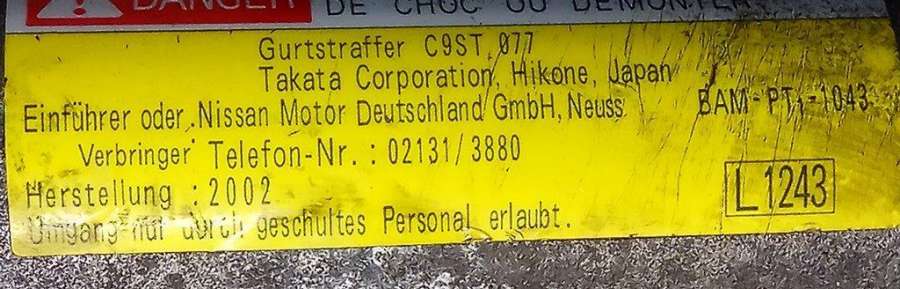 DANGER DE CHOC OU DÉMONTER
Gurtstraffer C9ST 077
Takata Corporation, Hikone, Japan
Einführer oder Nissan Motor Deutschland GmbH, Neuss BAM-PT1-1043
Verbringer Telefon-Nr. : 02131/3880
Herstellung : 2002 L1243
Umgang nur durch geschultes Personal erlaubt.